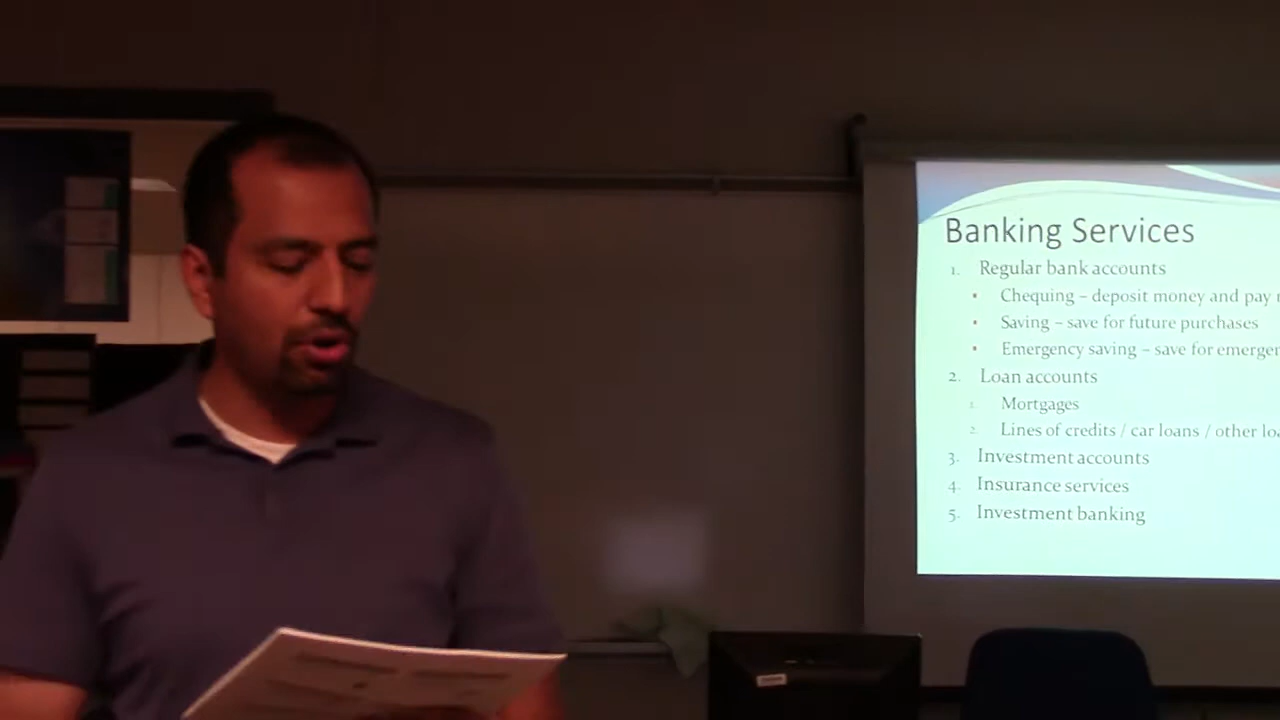 Banking Services
1. Regular bank accounts
• Chequing – deposit money and pay
• Saving – save for future purchases
• Emergency saving – save for emergen
2. Loan accounts
1. Mortgages
2. Lines of credits / car loans / other loa
3. Investment accounts
4. Insurance services
5. Investment banking